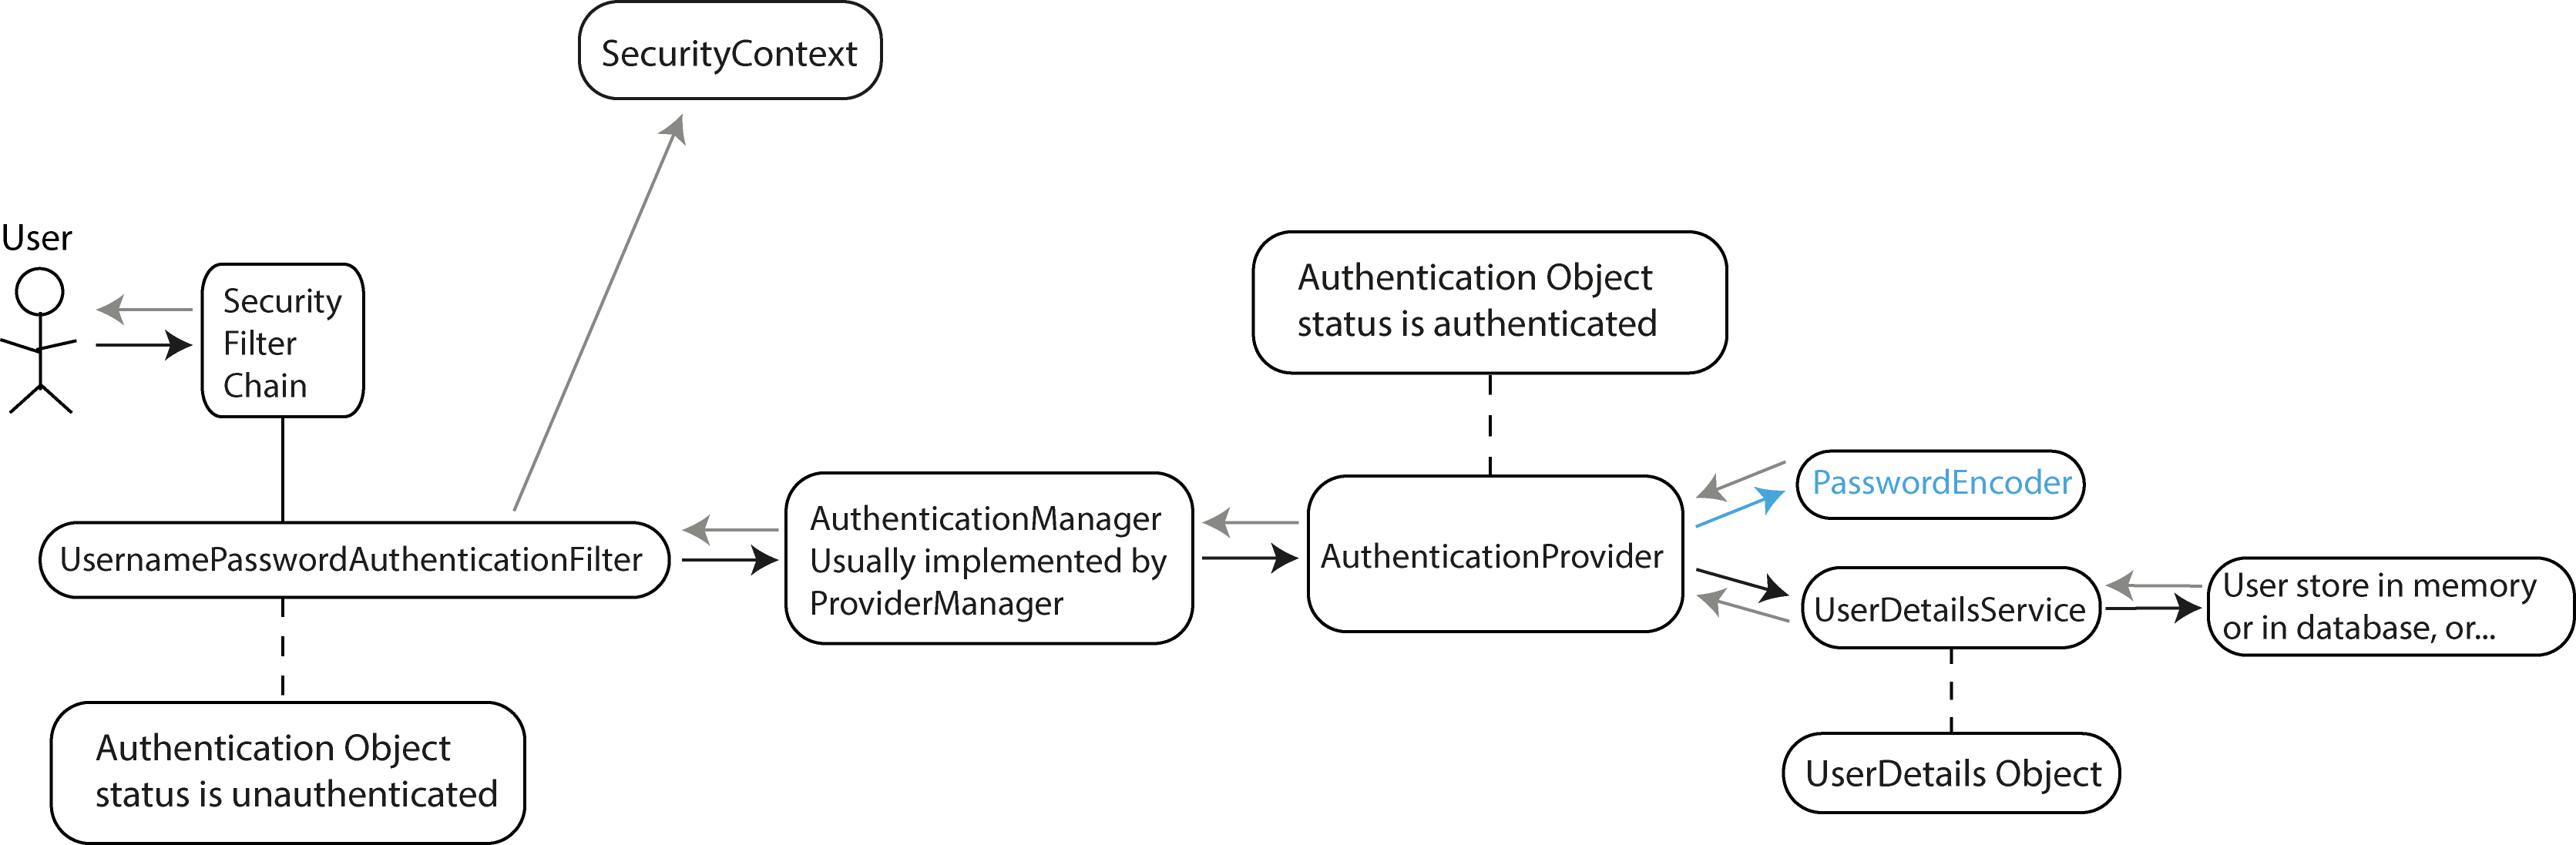 SecurityContext
User
Security
Filter
Chain
Authentication Object
status is authenticated
PasswordEncoder
AuthenticationManager
Usually implemented by
ProviderManager
AuthenticationProvider
UsernamePasswordAuthenticationFilter
UserDetailsService
User store in memory
or in database, or...
Authentication Object
status is unauthenticated
UserDetails Object